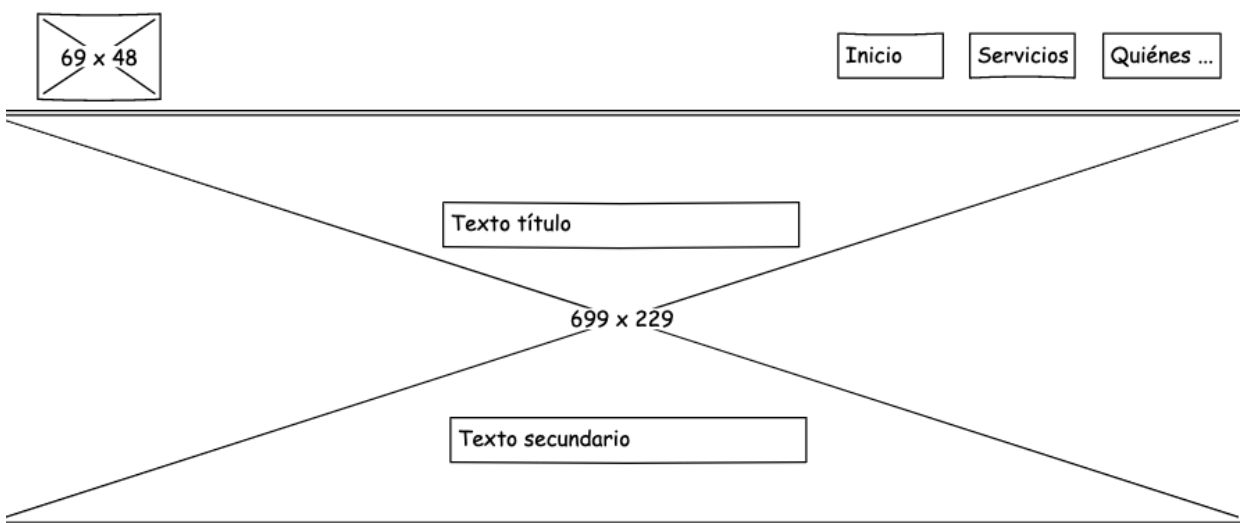 69 x 48
Inicio
Servicios
Quiénes ...
Texto título
699 x 229
Texto secundario